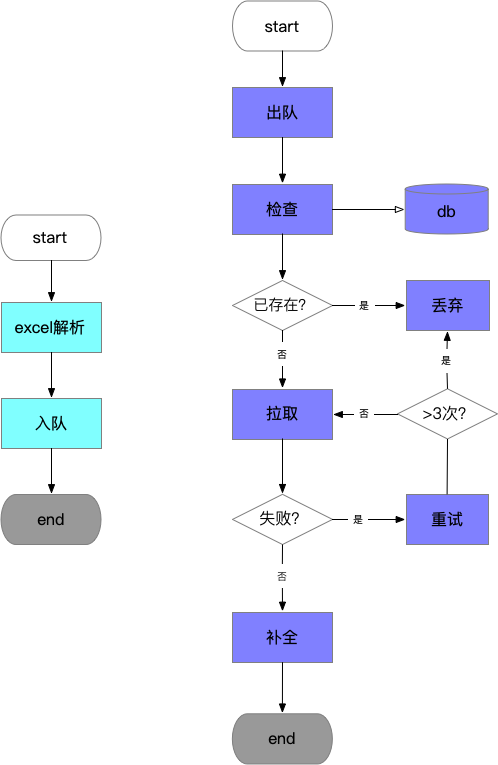 start
excel解析
入队
end
start
出队
检查
db
已存在?
是
丢弃
否
是
拉取
否
>3次?
失败?
是
重试
否
补全
end